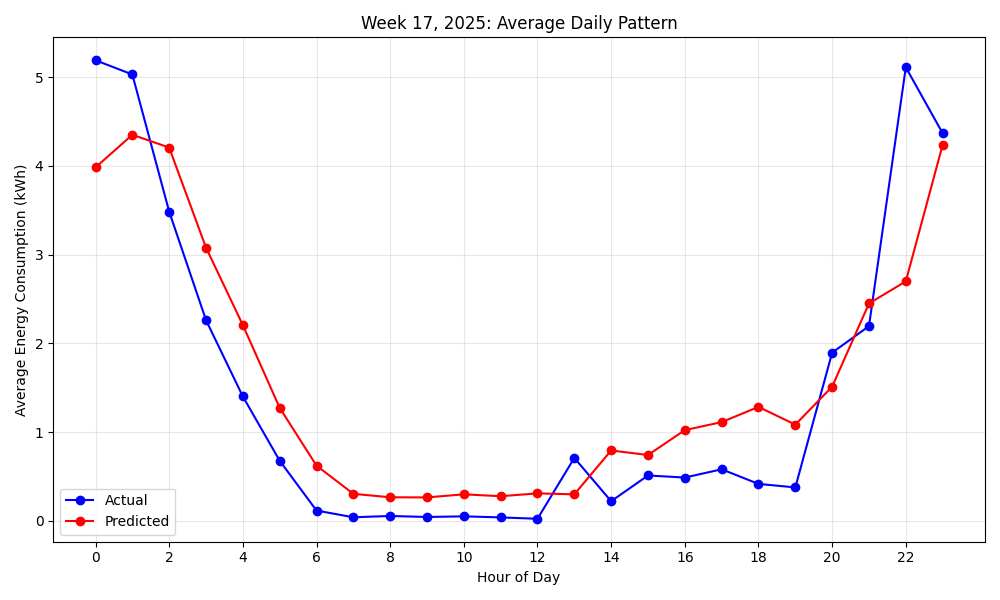 Week 17, 2025: Average Daily Pattern
Average Energy Consumption (kWh)
5
4
3
2
1
0
Actual
Predicted
0 2 4 6 8 10 12 14 16 18 20 22
Hour of Day